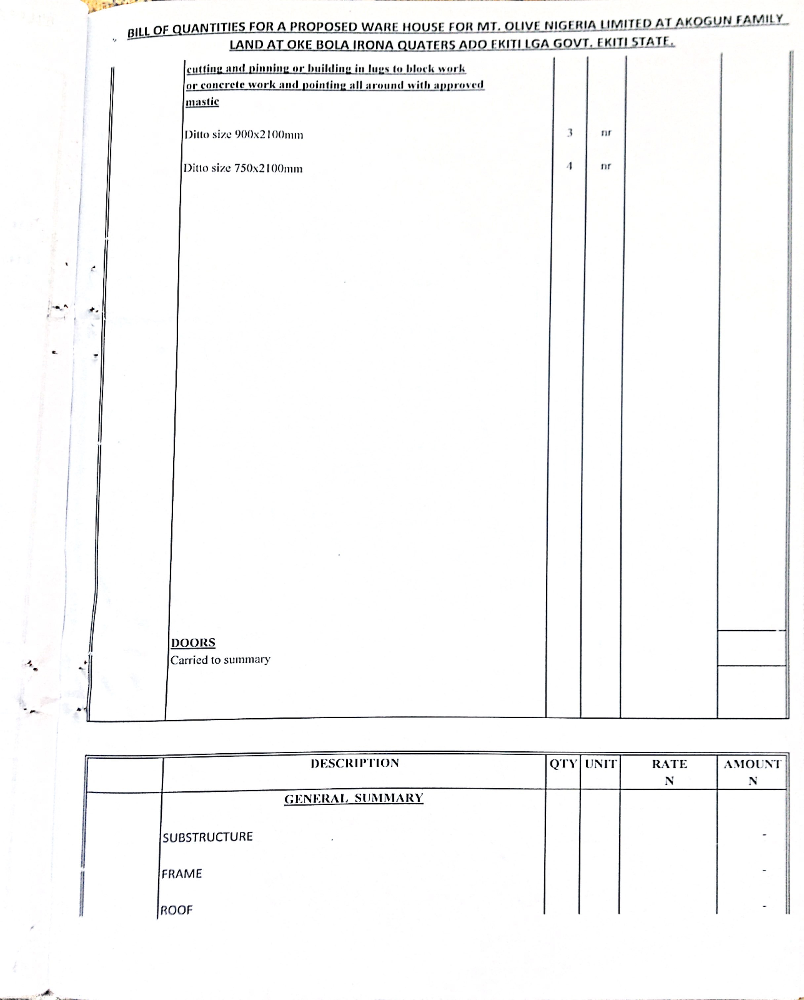 BILL OF QUANTITIES FOR A PROPOSED WARE HOUSE FOR MT. OLIVE NIGERIA LIMITED AT AKOGUN FAMILY
LAND AT OKE BOLA IRONA QUATERS ADO EKITI LGA GOVT. EKITI STATE.
cutting and pinning or building in lugs to block work
or concrete work and pointing all around with approved
mastic
Ditto size 900x2100mm 3 nr
Ditto size 750x2100mm 4 nr
DOORS
Carried to summary
DESCRIPTION QTY UNIT RATE AMOUNT
N N
GENERAL SUMMARY
SUBSTRUCTURE -
FRAME -
ROOF -